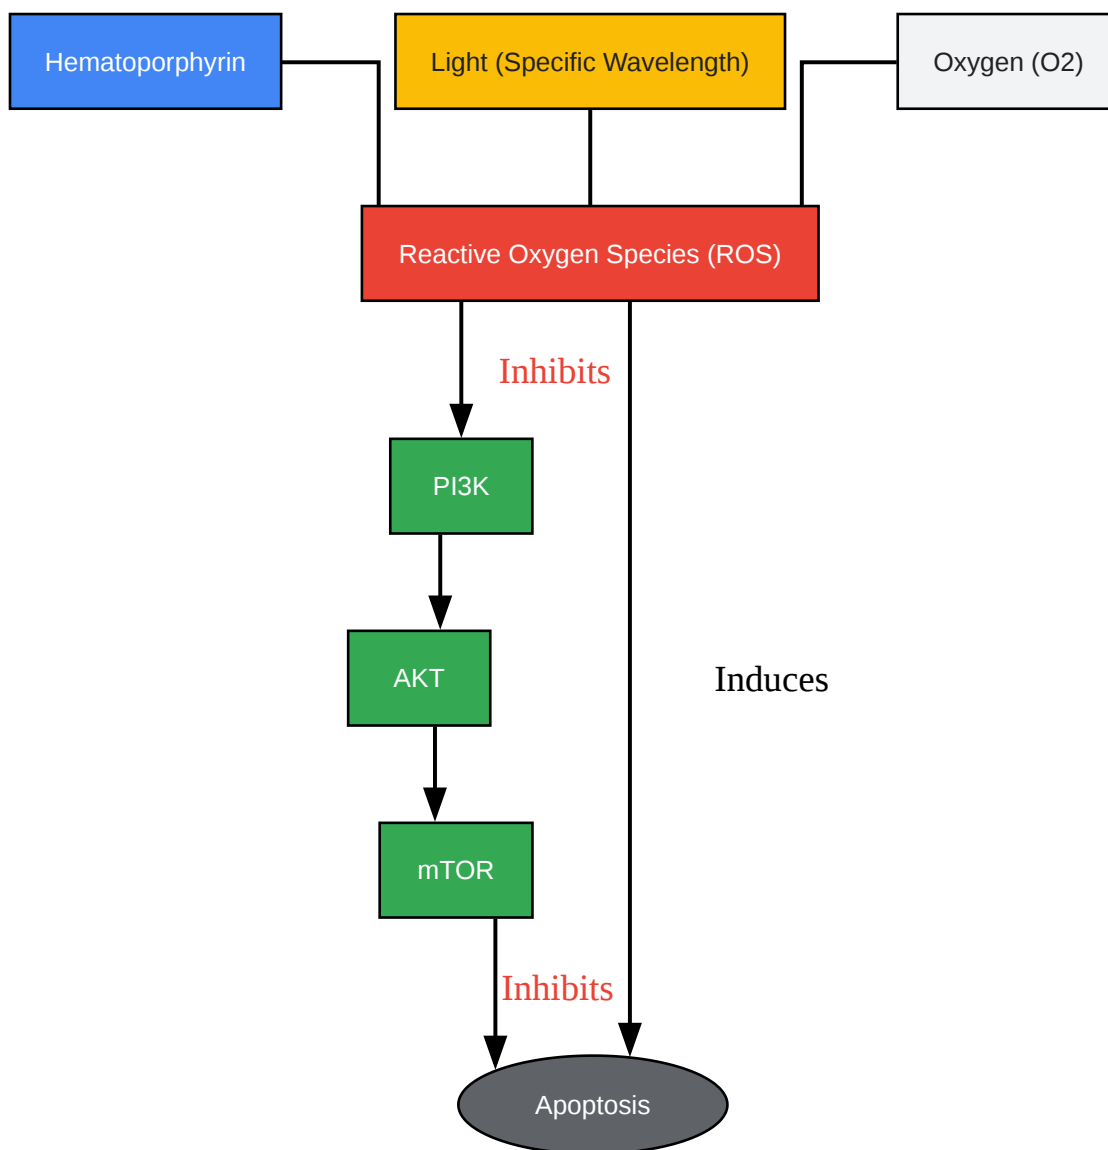 Hematoporphyrin
Light (Specific Wavelength)
Oxygen (O2)
Reactive Oxygen Species (ROS)
Inhibits
PI3K
AKT
Induces
mTOR
Inhibits
Apoptosis